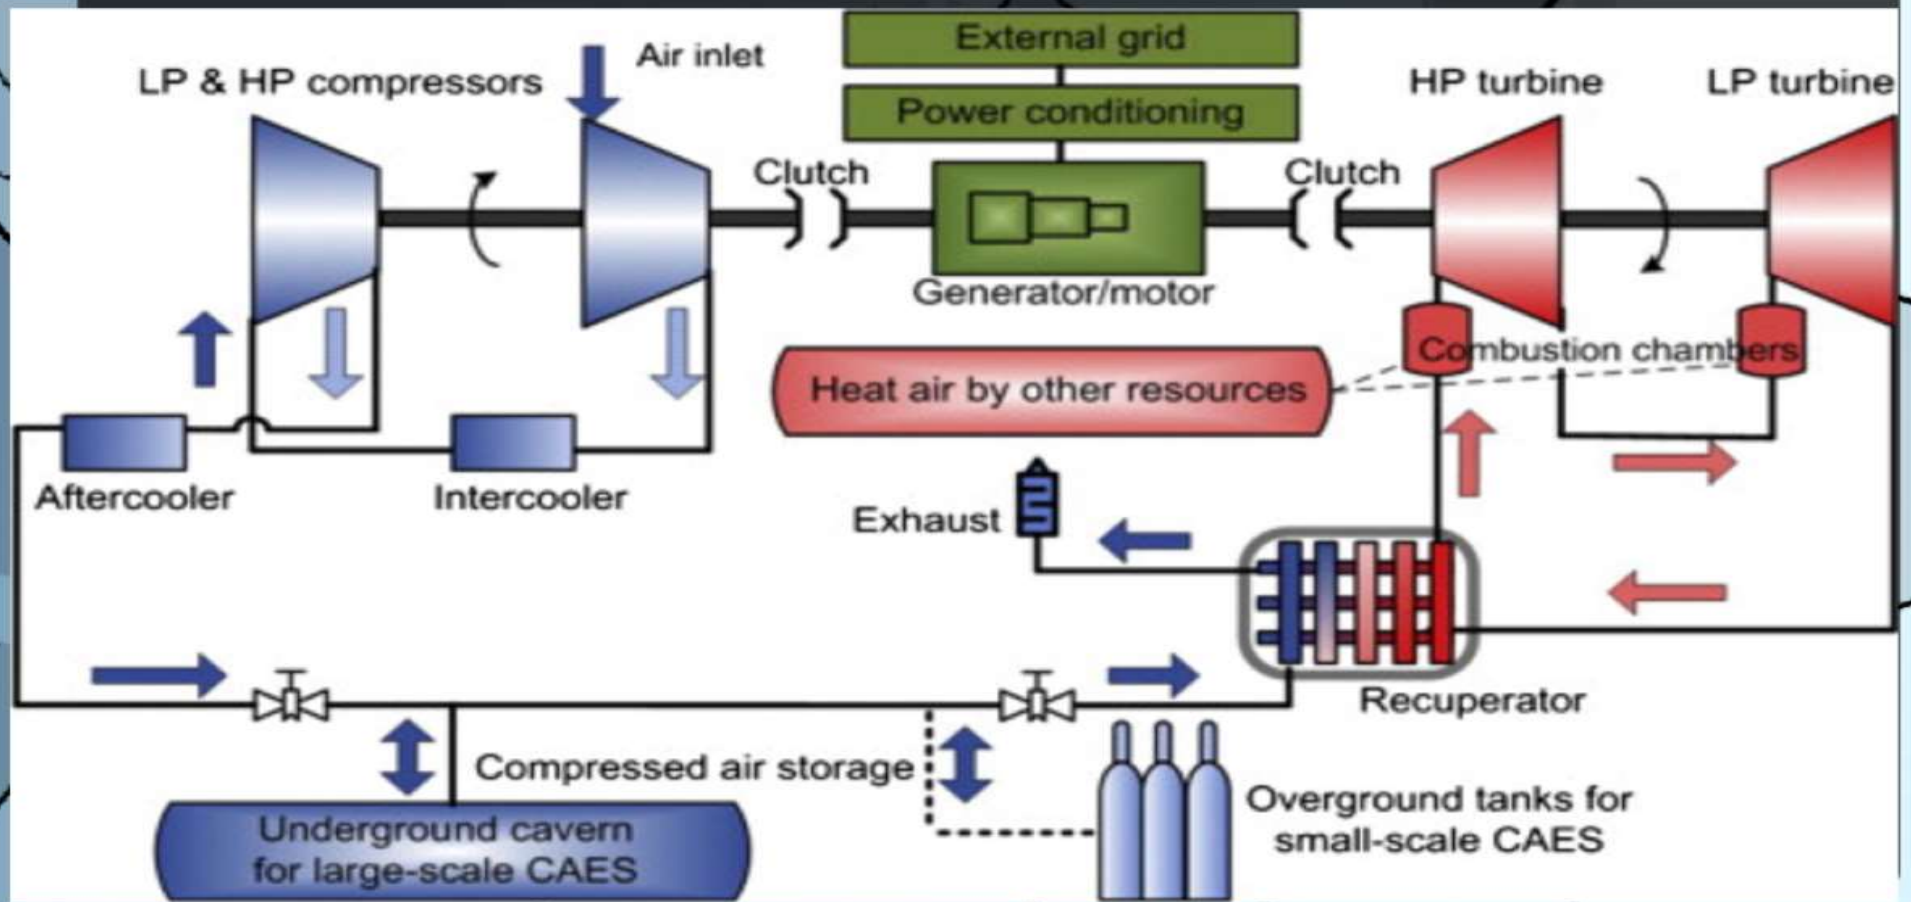 External grid
Air inlet
LP & HP compressors
HP turbine
LP turbine
Power conditioning
Clutch
Clutch
Generator/motor
Combustion chambers
Heat air by other resources
Aftercooler
Intercooler
Exhaust
Recuperator
Compressed air storage
Overground tanks for
small-scale CAES
Underground cavern
for large-scale CAES